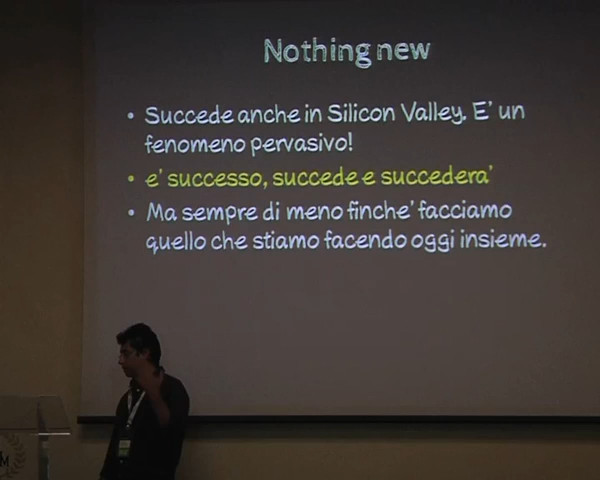 Nothing new
• Succede anche in Silicon Valley. E' un
fenomeno pervasivo!
• e' successo, succede e succedera'
• Ma sempre di meno finche' facciamo
quello che stiamo facendo oggi insieme.
M